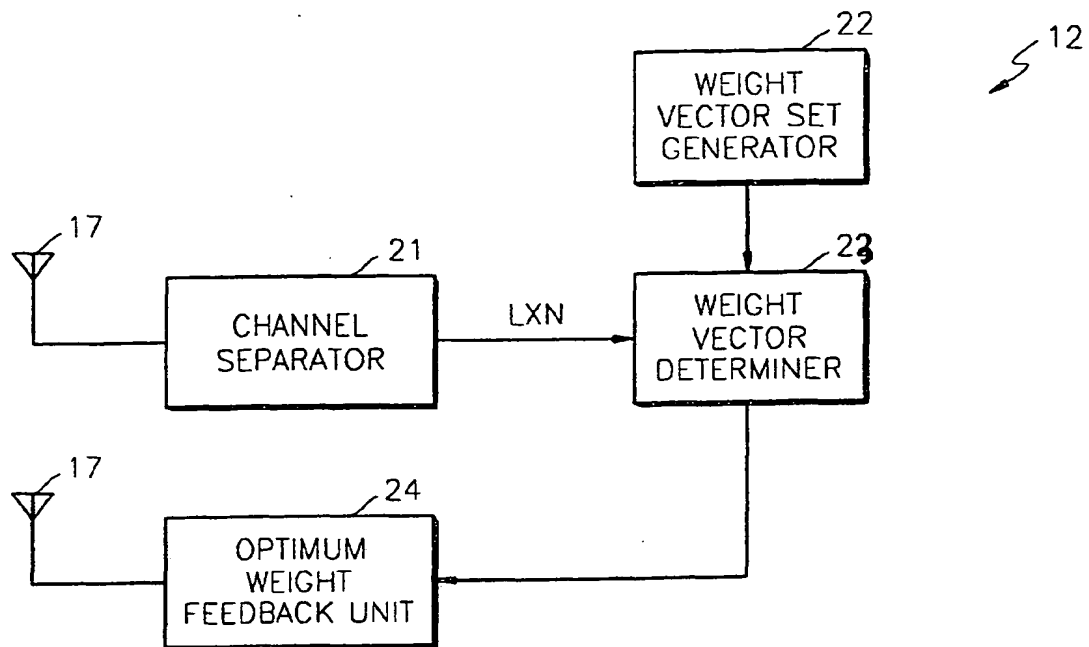 22
12
WEIGHT
VECTOR SET
GENERATOR
17
21
23
CHANNEL
SEPARATOR
LXN
WEIGHT
VECTOR
DETERMINER
17
24
OPTIMUM
WEIGHT
FEEDBACK UNIT